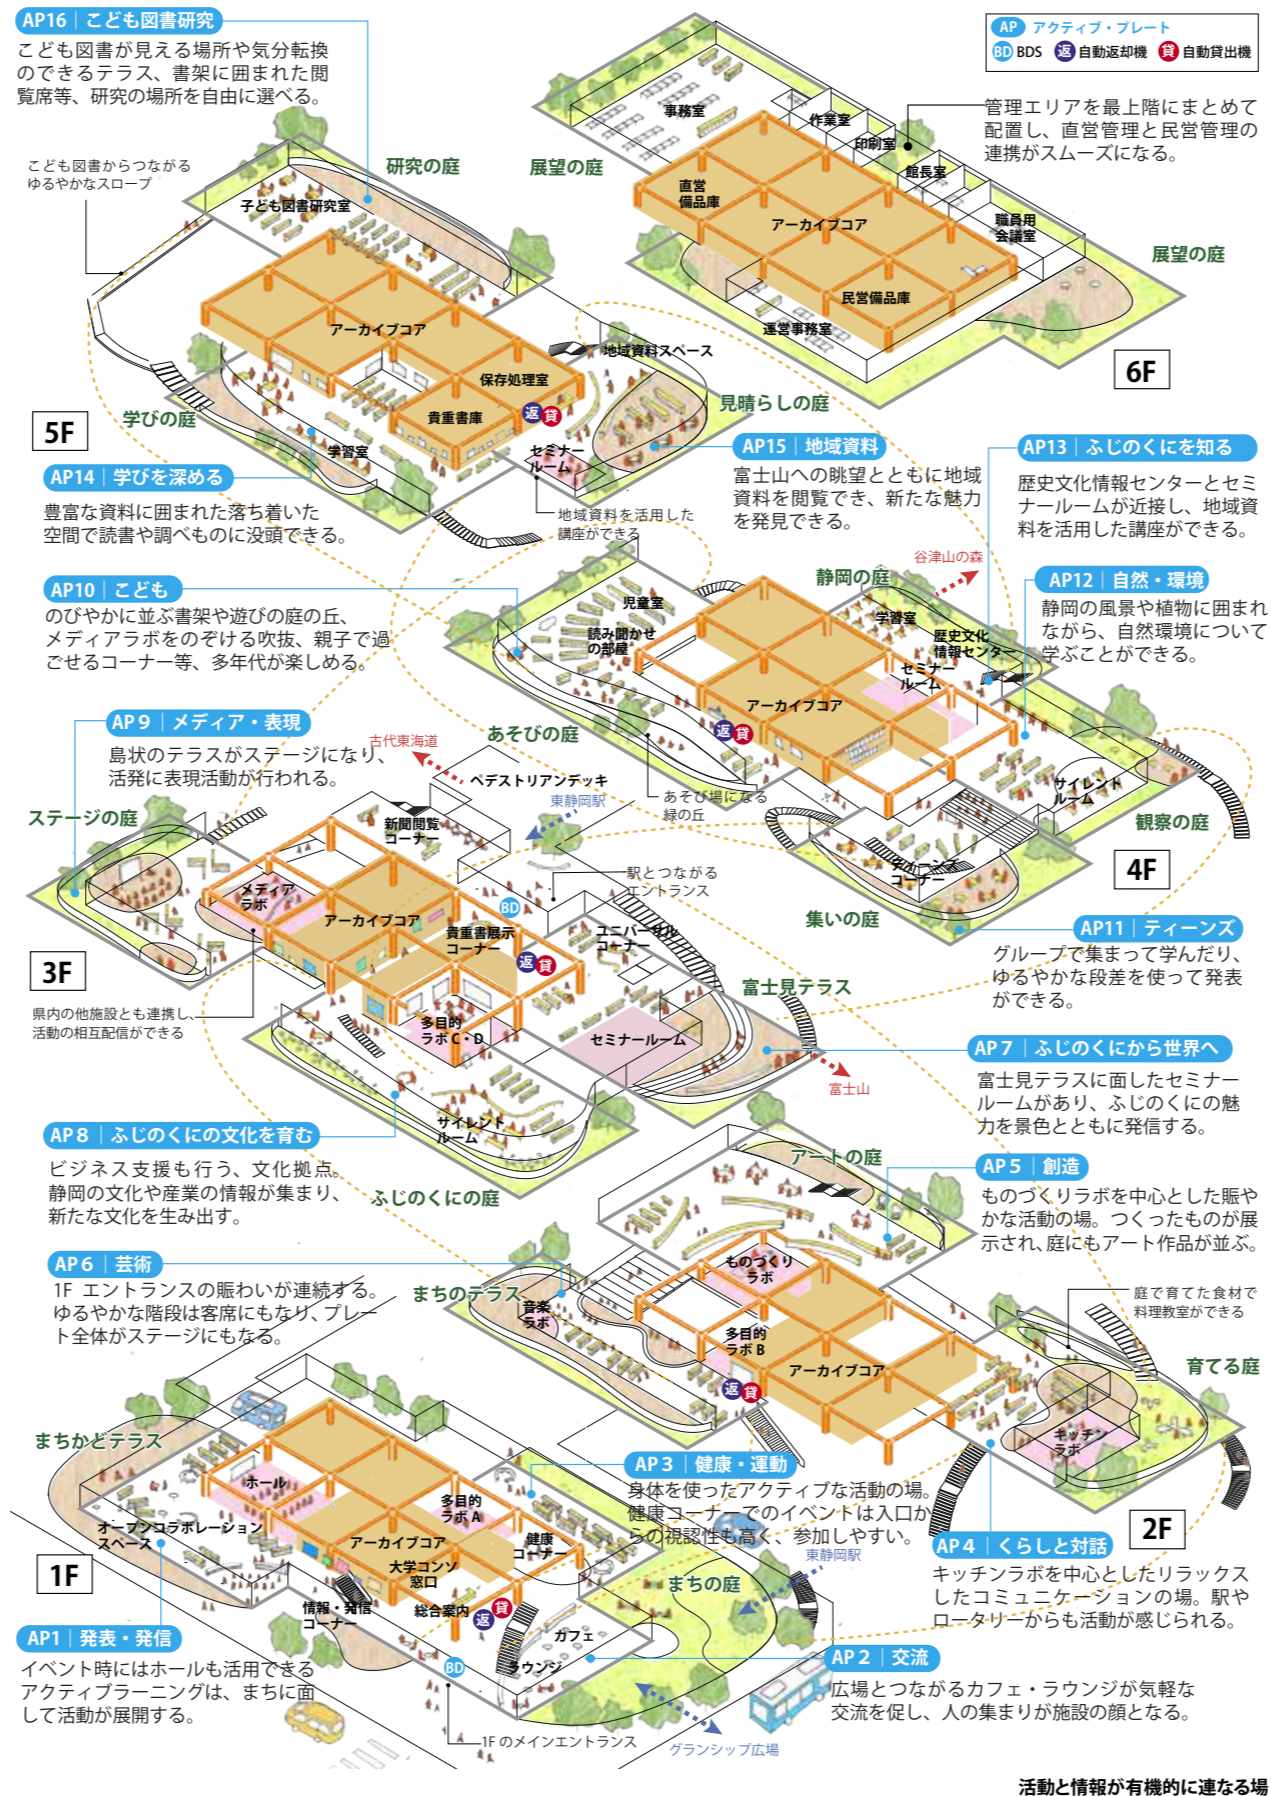 AP16｜こども図書研究
こども図書が見える場所や気分転換
のできるテラス、書架に囲まれた閲
覧席等、研究の場所を自由に選べる。
AP アクティブ・プレート
BD BDS 返 自動返却機 貸 自動貸出機
管理エリアを最上階にまとめて
配置し、直営管理と民営管理の
連携がスムーズになる。
事務室
作業室
印刷室
館長室
職員用
会議室
直営
備品庫
アーカイブコア
民営備品庫
運営事務室
展望の庭
展望の庭
6F
こども図書からつながる
ゆるやかなスロープ
研究の庭
子ども図書研究室
アーカイブコア
地域資料スペース
保存処理室
貴重書庫
返 貸
学習室
セミナー
ルーム
見晴らしの庭
学びの庭
5F
AP14｜学びを深める
豊富な資料に囲まれた落ち着いた
空間で読書や調べものに没頭できる。
地域資料を活用した
講座ができる
AP15｜地域資料
富士山への眺望とともに地域
資料を閲覧でき、新たな魅力
を発見できる。
AP13｜ふじのくにを知る
歴史文化情報センターとセミ
ナールームが近接し、地域資
料を活用した講座ができる。
AP10｜こども
のびやかに並ぶ書架や遊びの庭の丘、
メディアラボをのぞける吹抜、親子で過
ごせるコーナー等、多年代が楽しめる。
谷津山の森
静岡の庭
AP12｜自然・環境
静岡の風景や植物に囲まれ
ながら、自然環境について
学ぶことができる。
児童室
読み聞かせ
の部屋
学習室
歴史文化
情報センター
セミナー
ルーム
アーカイブコア
返 貸
サイレント
ルーム
ティーンズ
コーナー
あそびの庭
あそび場になる
緑の丘
観察の庭
集いの庭
4F
AP11｜ティーンズ
グループで集まって学んだり、
ゆるやかな段差を使って発表
ができる。
AP9｜メディア・表現
島状のテラスがステージになり、
活発に表現活動が行われる。
古代東海道
ペデストリアンデッキ
東静岡駅
ステージの庭
新聞閲覧
コーナー
駅とつながる
エントランス
メディア
ラボ
アーカイブコア
BD
貴重書展示
コーナー
ユニバーサル
コーナー
返 貸
3F
富士見テラス
県内の他施設とも連携し、
活動の相互配信ができる
多目的
ラボ C・D
セミナールーム
富士山
AP7｜ふじのくにから世界へ
富士見テラスに面したセミナー
ルームがあり、ふじのくにの魅
力を景色とともに発信する。
サイレント
ルーム
AP8｜ふじのくにの文化を育む
ビジネス支援も行う、文化拠点。
静岡の文化や産業の情報が集まり、
新たな文化を生み出す。
ふじのくにの庭
アートの庭
AP5｜創造
ものづくりラボを中心とした賑や
かな活動の場。つくったものが展
示され、庭にもアート作品が並ぶ。
AP6｜芸術
1F エントランスの賑わいが連続する。
ゆるやかな階段は客席にもなり、プレー
ト全体がステージにもなる。
まちのテラス
ものづくり
ラボ
音楽
ラボ
多目的
ラボ B
アーカイブコア
返 貸
庭で育てた食材で
料理教室ができる
育てる庭
キッチン
ラボ
2F
まちかどテラス
AP3｜健康・運動
身体を使ったアクティブな活動の場。
健康コーナーでのイベントは入口か
らの視認性も高く、参加しやすい。
ホール
多目的
ラボ A
オープンコラボレーション
スペース
アーカイブコア
健康
コーナー
大学コンソ
窓口
情報・発信
コーナー
総合案内
返 貸
カフェ
ラウンジ
BD
1F
まちの庭
東静岡駅
AP4｜くらしと対話
キッチンラボを中心としたリラックス
したコミュニケーションの場。駅や
ロータリーからも活動が感じられる。
AP1｜発表・発信
イベント時にはホールも活用できる
アクティブラーニングは、まちに面
して活動が展開する。
AP2｜交流
広場とつながるカフェ・ラウンジが気軽な
交流を促し、人の集まりが施設の顔となる。
1F のメインエントランス
グランシップ広場
活動と情報が有機的に連なる場